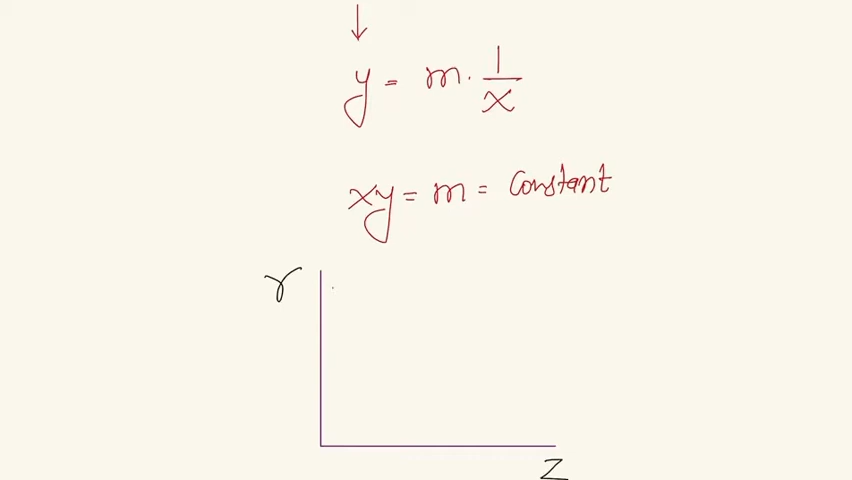 y = m · 1/x
xy = m = constant
r
Z